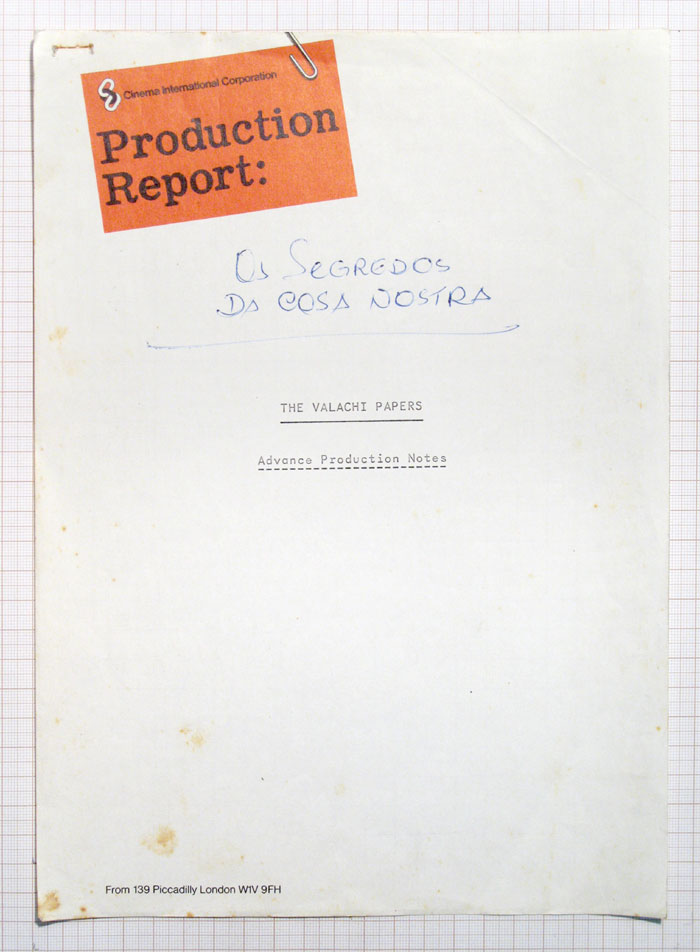 Cinema International Corporation
Production
Report:
Os SEGREDOS
DA COSA NOSTRA
THE VALACHI PAPERS
Advance Production Notes
From 139 Piccadilly London W1V 9FH